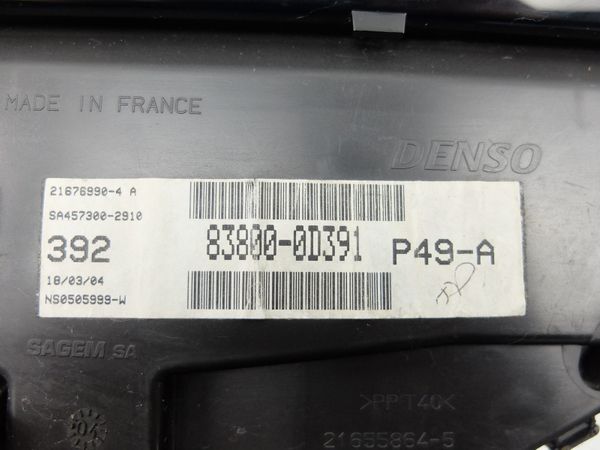 MADE IN FRANCE
DENSO
21676990-4 A
SA457300-2910
392
83800-0D391
P49-A
18/03/04
NS0505999-W
SAGEM SA
>PPT40<
21655864-5
04